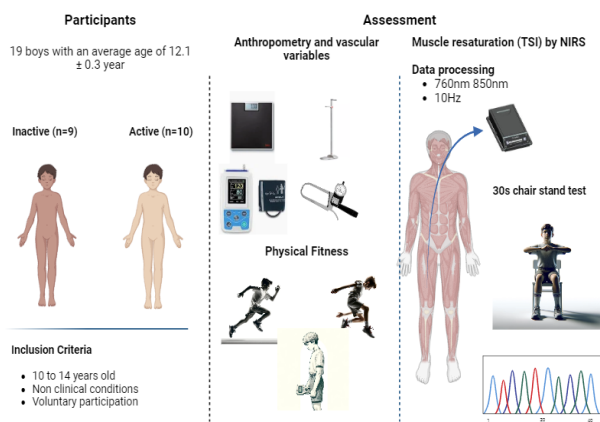 Participants
19 boys with an average age of 12.1
± 0.3 year
Inactive (n=9)
Active (n=10)
Inclusion Criteria
• 10 to 14 years old
• Non clinical conditions
• Voluntary participation
Assessment
Anthropometry and vascular
variables
Physical Fitness
Muscle resaturation (TSI) by NIRS
Data processing
• 760nm 850nm
• 10Hz
30s chair stand test